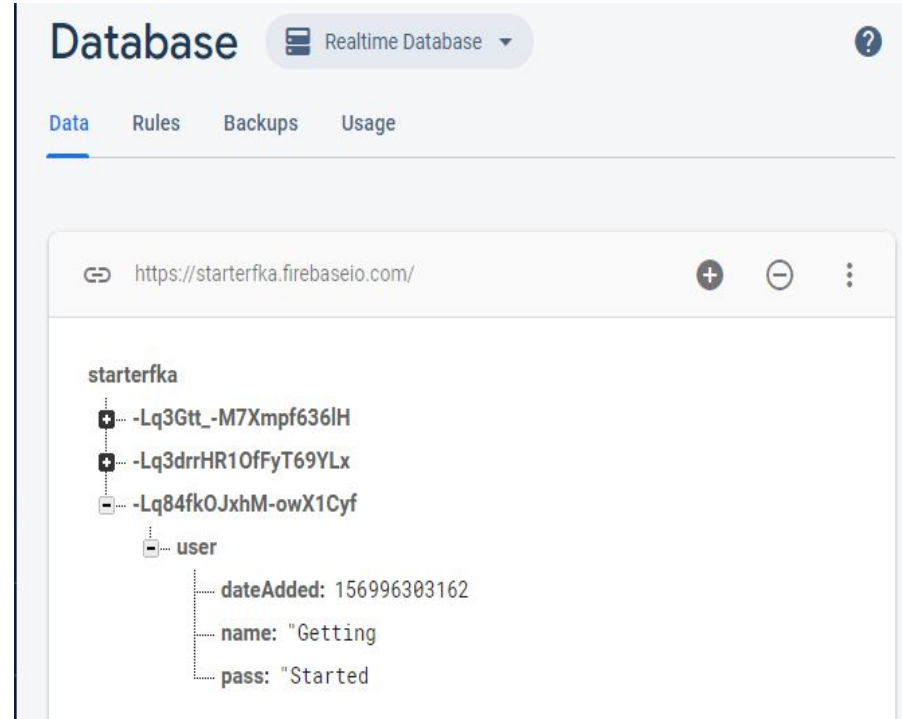 Database Realtime Database
Data Rules Backups Usage
https://starterfka.firebaseio.com/
starterfka
-Lq3Gtt_-M7Xmpf636lH
-Lq3drrHR1OfFyT69YLx
-Lq84fkOJxhM-owX1Cyf
user
dateAdded: 156996303162
name: "Getting
pass: "Started